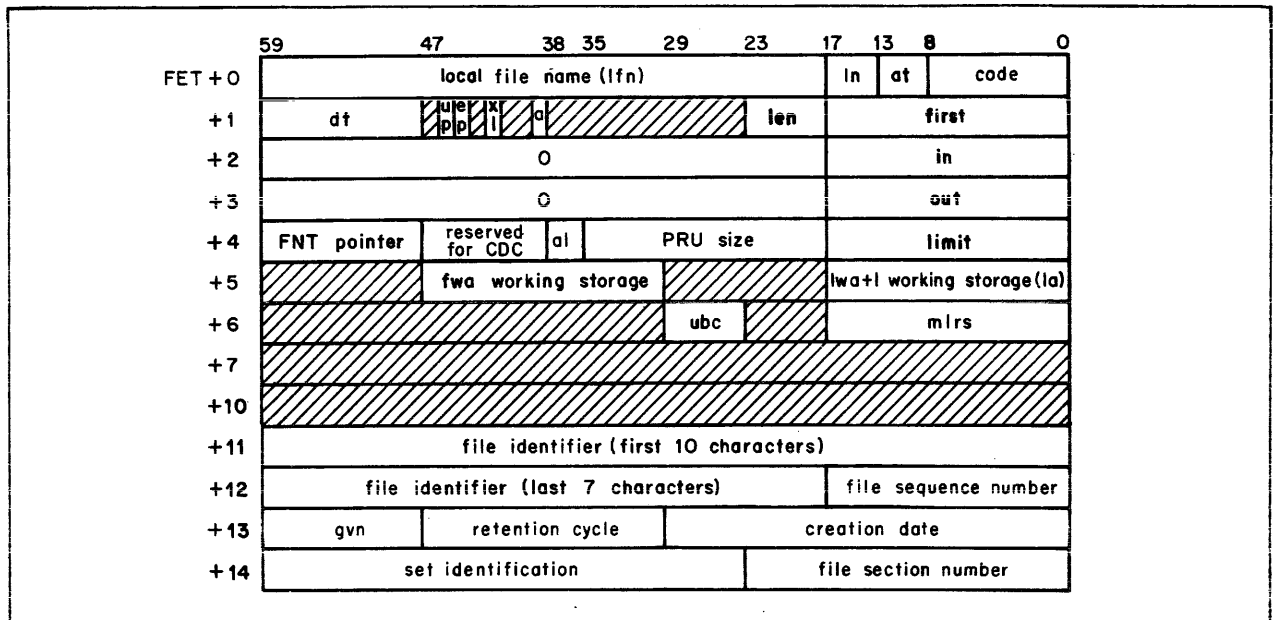 59 47 38 35 29 23 17 13 8 0
FET + 0 local file name (lfn) ln at code
+1 dt up ep xl a len first
+2 0 in
+3 0 out
+4 FNT pointer reserved for CDC al PRU size limit
+5 fwa working storage lwa+1 working storage (la)
+6 ubc mlrs
+7
+10
+11 file identifier (first 10 characters)
+12 file identifier (last 7 characters) file sequence number
+13 gvn retention cycle creation date
+14 set identification file section number